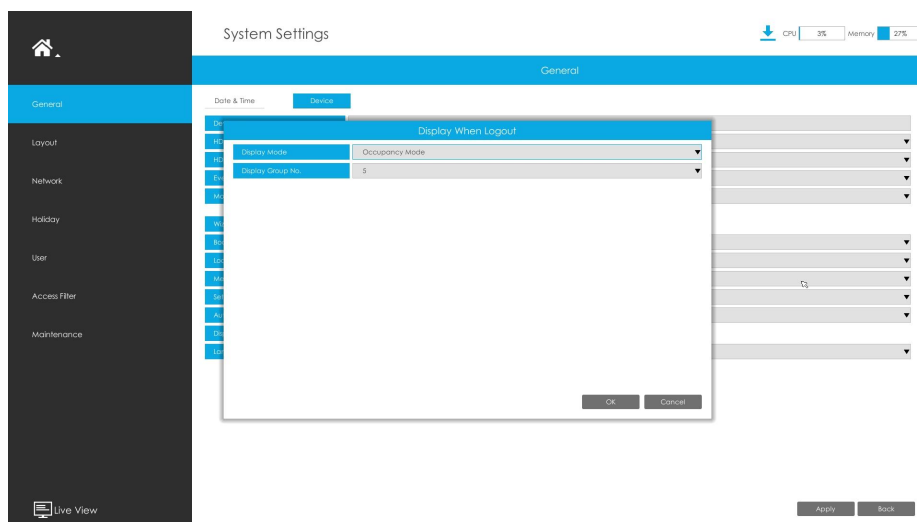 System Settings
CPU 3% Memory 27%
General
General
Date & Time Device
Display When Logout
Layout
Display Mode Occupancy Mode
Display Group No. 5
Network
Holiday
User
Access Filter
Maintenance
OK Cancel
Live View
Apply Back